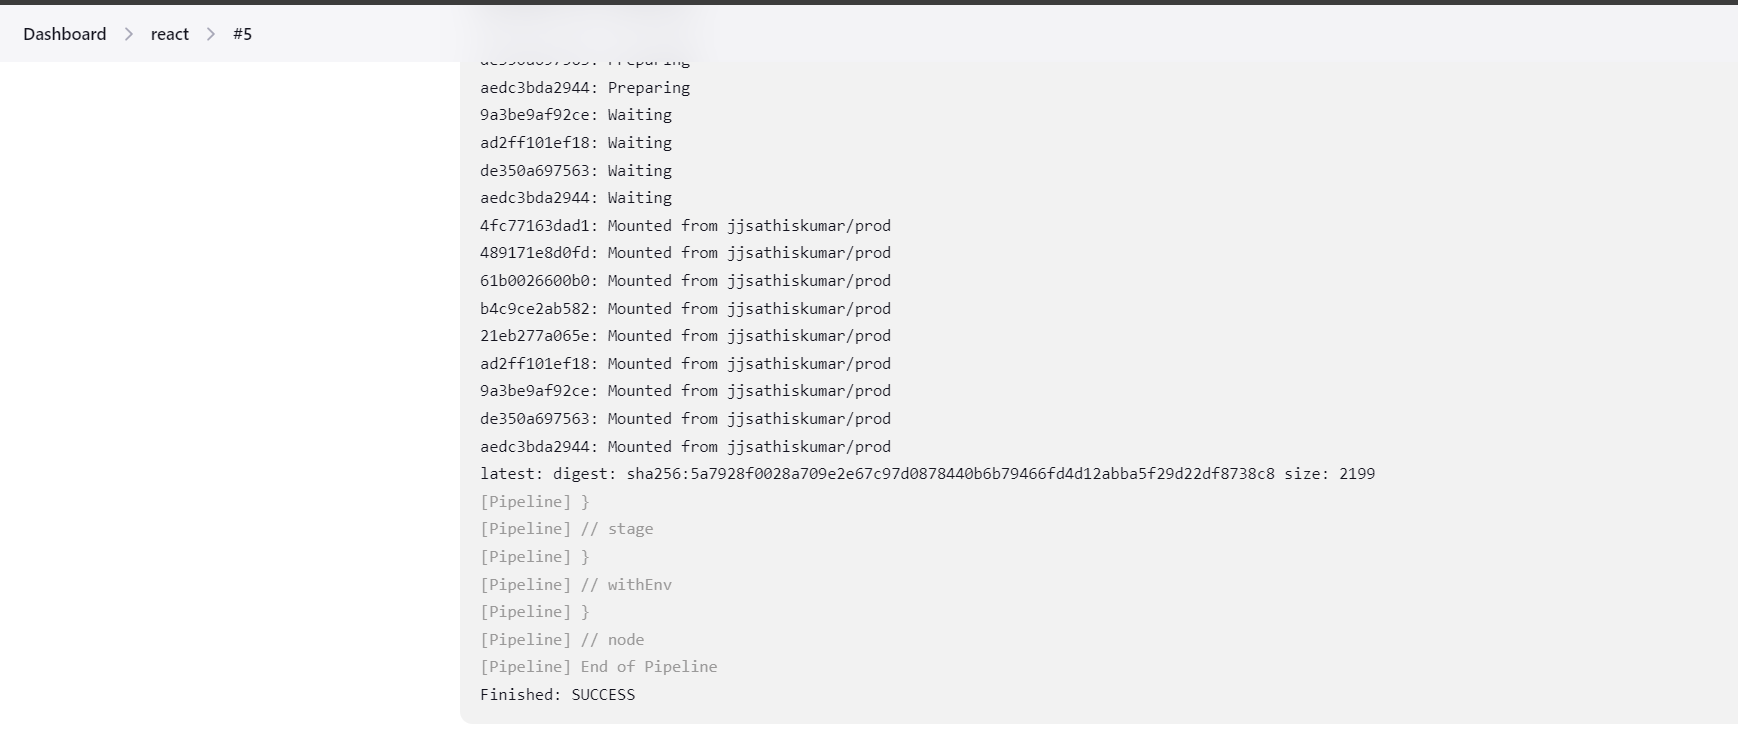 Dashboard > react > #5
aedc3bda2944: Preparing
9a3be9af92ce: Waiting
ad2ff101ef18: Waiting
de350a697563: Waiting
aedc3bda2944: Waiting
4fc77163dad1: Mounted from jjsathiskumar/prod
489171e8d0fd: Mounted from jjsathiskumar/prod
61b0026600b0: Mounted from jjsathiskumar/prod
b4c9ce2ab582: Mounted from jjsathiskumar/prod
21eb277a065e: Mounted from jjsathiskumar/prod
ad2ff101ef18: Mounted from jjsathiskumar/prod
9a3be9af92ce: Mounted from jjsathiskumar/prod
de350a697563: Mounted from jjsathiskumar/prod
aedc3bda2944: Mounted from jjsathiskumar/prod
latest: digest: sha256:5a7928f0028a709e2e67c97d0878440b6b79466fd4d12abba5f29d22df8738c8 size: 2199
[Pipeline] }
[Pipeline] // stage
[Pipeline] }
[Pipeline] // withEnv
[Pipeline] }
[Pipeline] // node
[Pipeline] End of Pipeline
Finished: SUCCESS